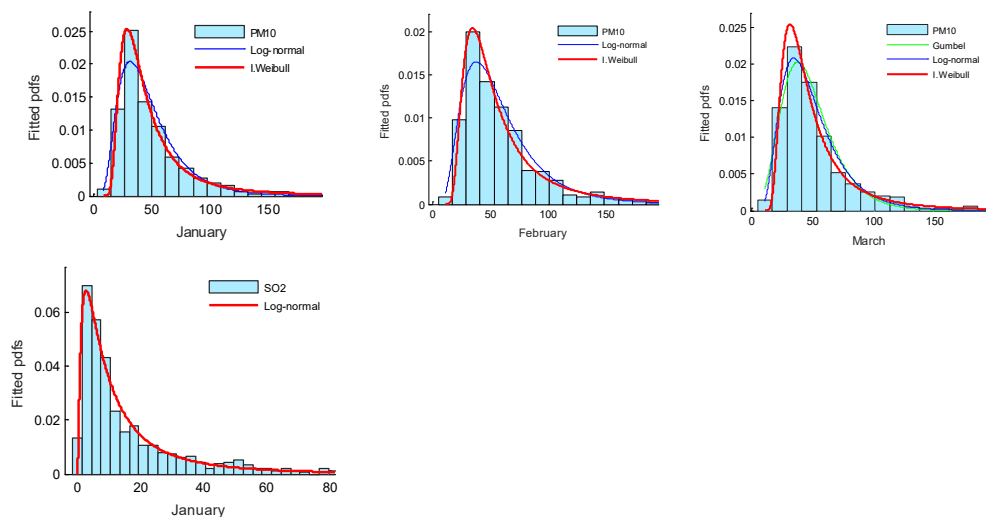 0.025
0.02
0.015
0.01
0.005
0
Fitted pdfs
PM10
Log-normal
I.Weibull
0 50 100 150
January
0.02
0.01
0
Fitted pdfs
PM10
Log-normal
I.Weibull
0 50 100 150
February
0.025
0.02
0.015
0.01
0.005
0
Fitted pdfs
PM10
Gumbel
Log-normal
I.Weibull
0 50 100 150
March
0.06
0.04
0.02
0
Fitted pdfs
SO2
Log-normal
0 20 40 60 80
January